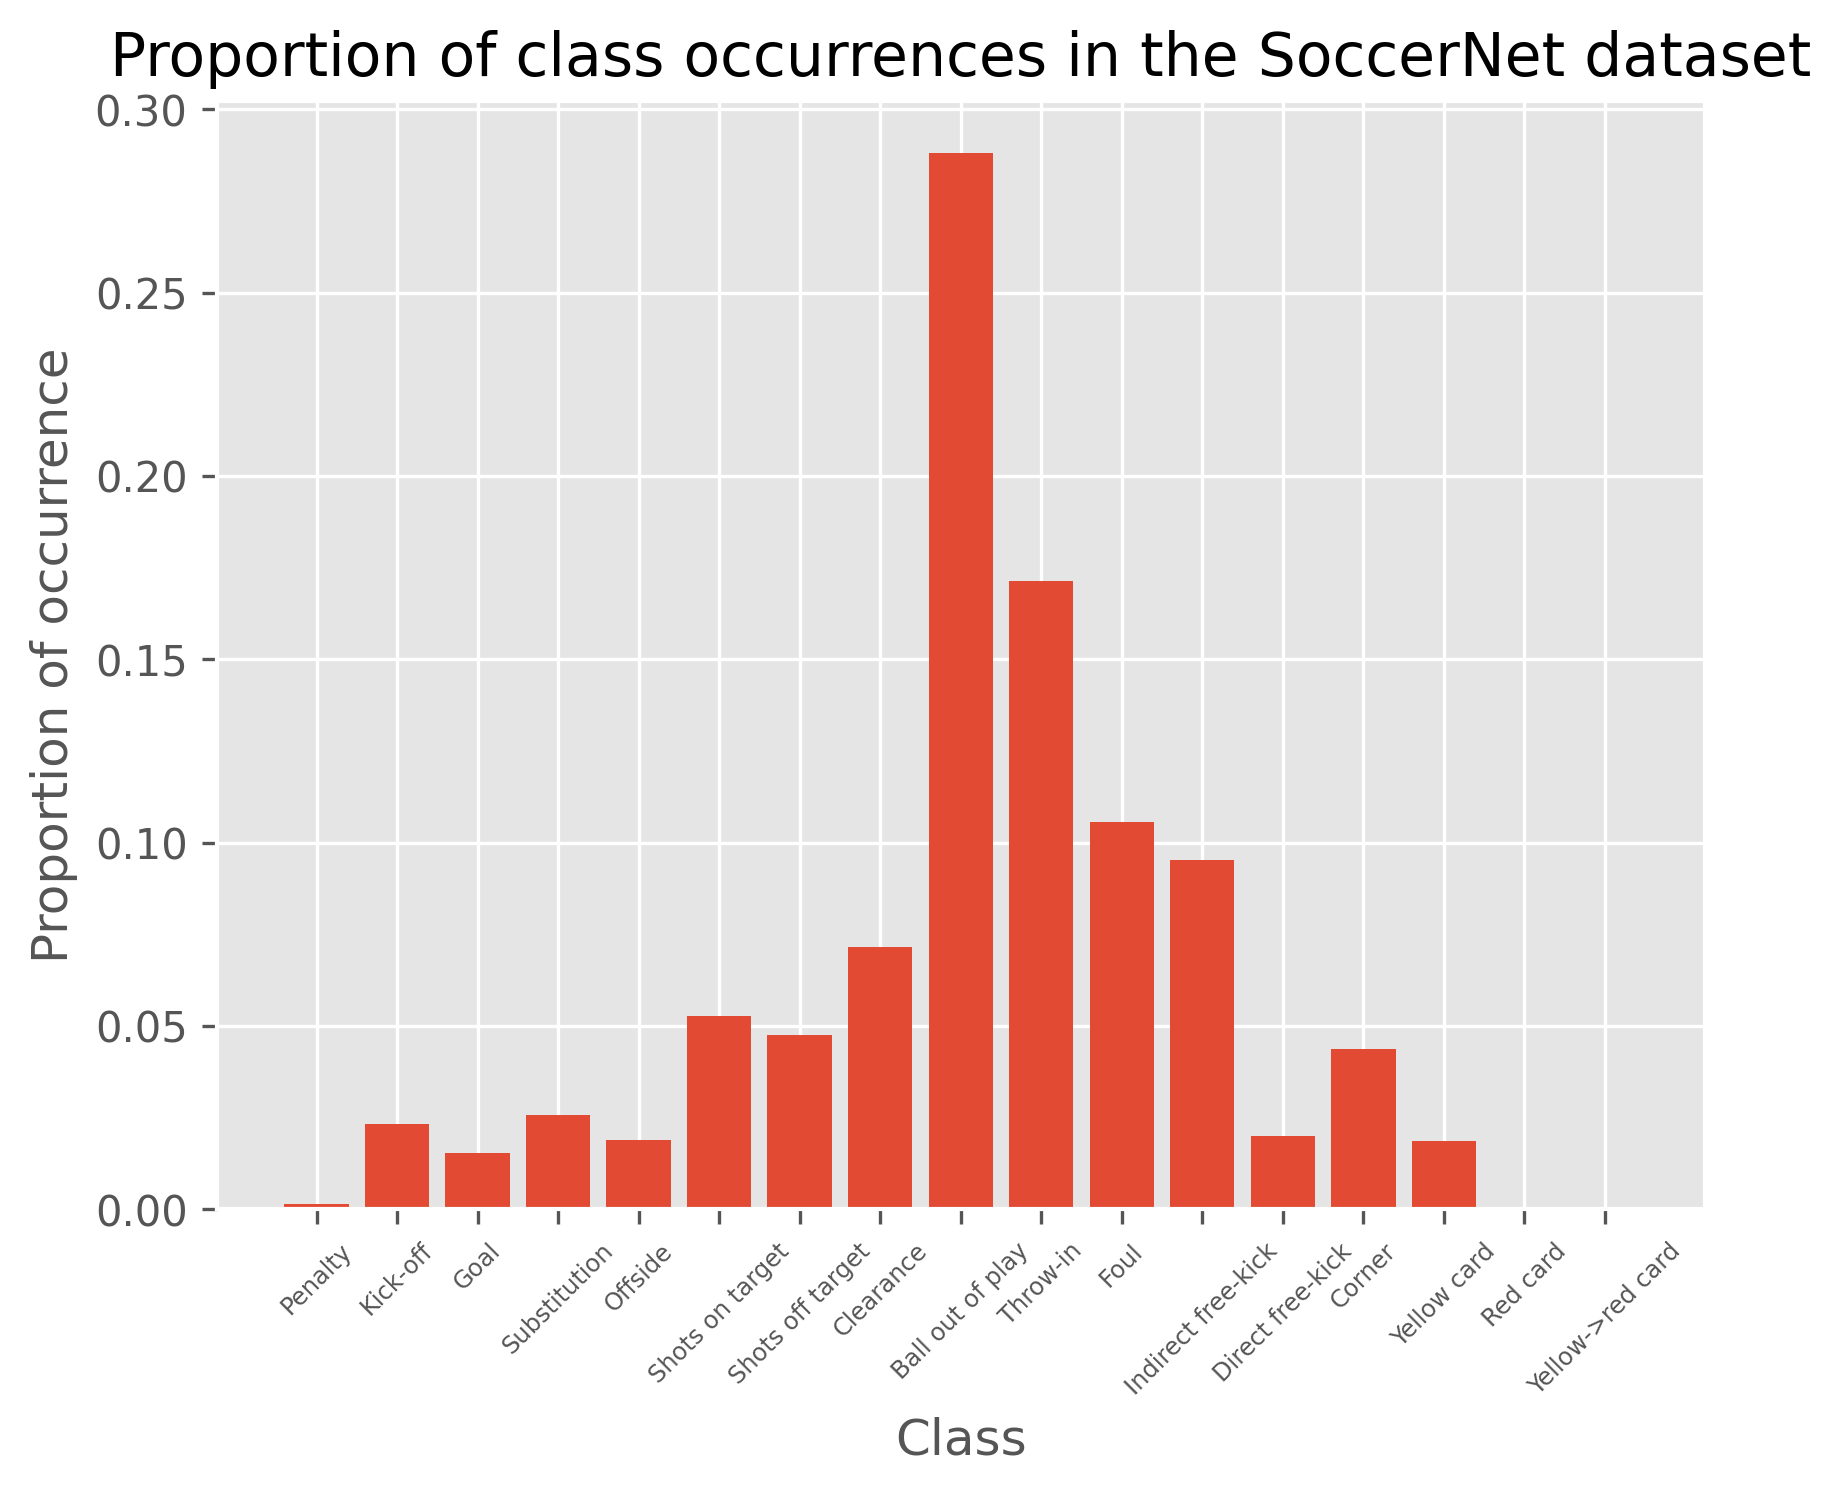 Proportion of class occurrences in the SoccerNet dataset
0.30
0.25
0.20
0.15
0.10
0.05
0.00
Proportion of occurrence
Penalty
Kick-off
Goal
Substitution
Offside
Shots on target
Shots off target
Clearance
Ball out of play
Throw-in
Foul
Indirect free-kick
Direct free-kick
Corner
Yellow card
Red card
Yellow->red card
Class